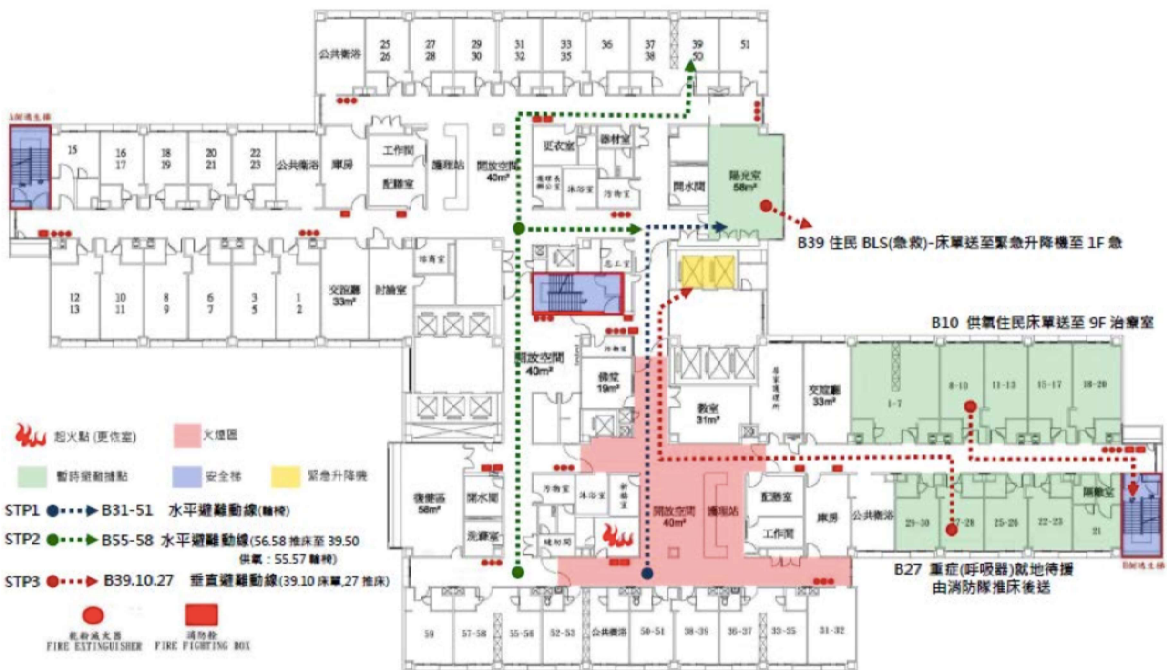 公共衛浴
25
26
27
28
29
30
31
32
33
35
36
37
38
39
50
51
15
16
17
18
19
20
21
22
23
公共衛浴
庫房
工作間
配膳室
護理站
開放空間
40m²
更衣室
器材室
沐浴室
污衣室
開水間
陽光室
58m²
B39 住民 BLS(急救)-床單送至緊急升降機至 1F 急
12
13
10
11
8
9
6
7
3
5
1
2
交誼廳
33m²
討論室
B10 供氧住民床單送至 9F 治療室
開放空間
40m²
佛堂
19m²
教室
31m²
交誼廳
33m²
1-7
8-10
11-13
15-17
18-20
起火點 (更衣室)
火煙區
暫時避難據點
安全梯
緊急升降機
STP1 B31-51 水平避難動線(輪椅)
STP2 B55-58 水平避難動線(56.58 推床至 39.50
供氧:55.57 輪椅)
STP3 B39.10.27 垂直避難動線(39.10 床單,27 推床)
乾粉滅火器
FIRE EXTINGUISHER
消防栓
FIRE FIGHTING BOX
復健區
58m²
開水間
洗滌室
污物室
沐浴室
開放空間
40m²
護理站
配膳室
工作間
庫房
公共衛浴
29-30
27-28
25-26
22-23
隔離室
21
B27 重症(呼吸器)就地待援
由消防隊推床後送
59
57-58
55-56
52-53
公共衛浴
50-51
38-39
36-37
33-35
31-32